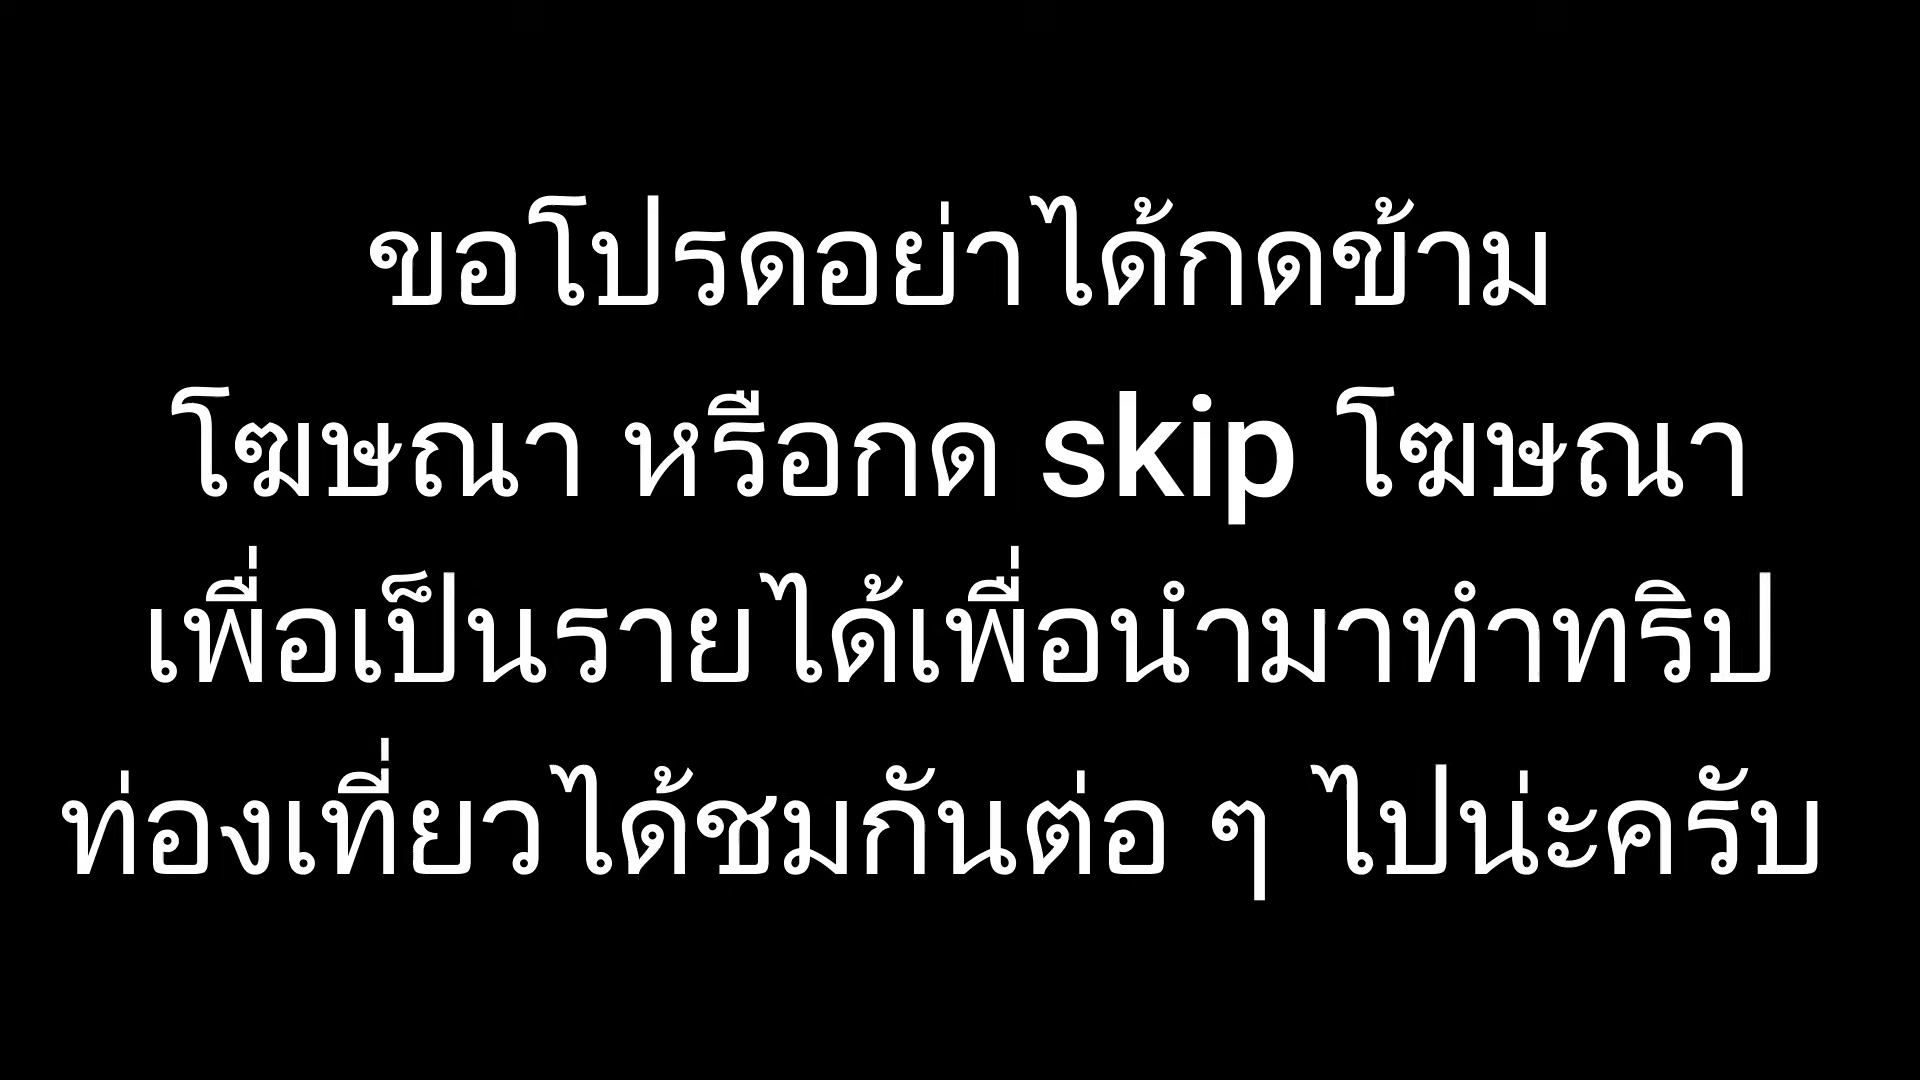 ขอโปรดอย่าได้กดข้าม
โฆษณา หรือกด skip โฆษณา
เพื่อเป็นรายได้เพื่อนำมาทำทริป
ท่องเที่ยวได้ชมกันต่อ ๆ ไปน่ะครับ